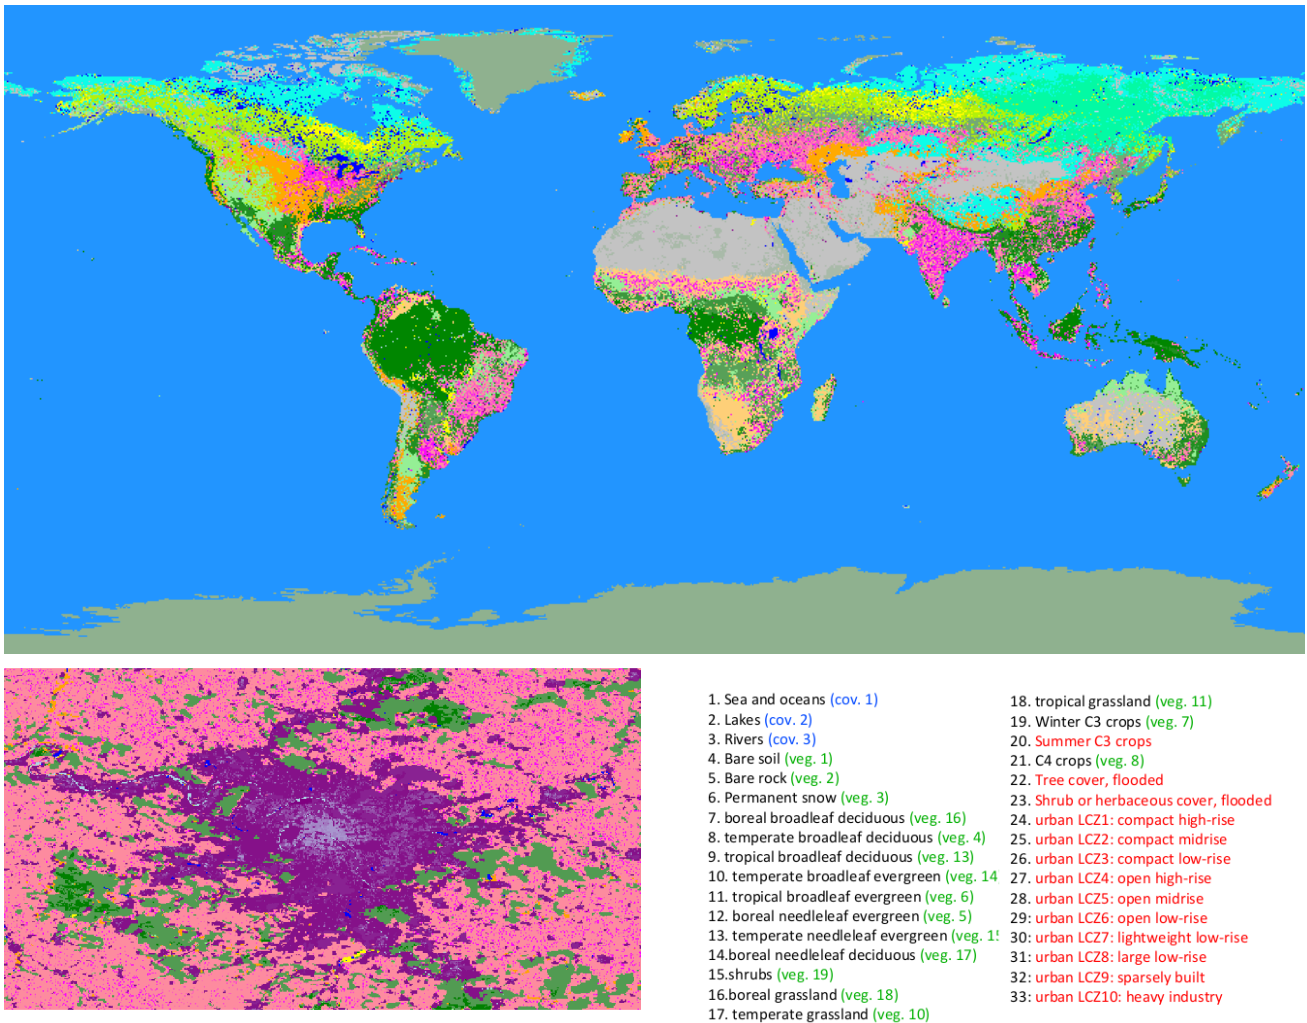 1. Sea and oceans (cov. 1)
2. Lakes (cov. 2)
3. Rivers (cov. 3)
4. Bare soil (veg. 1)
5. Bare rock (veg. 2)
6. Permanent snow (veg. 3)
7. boreal broadleaf deciduous (veg. 16)
8. temperate broadleaf deciduous (veg. 4)
9. tropical broadleaf deciduous (veg. 13)
10. temperate broadleaf evergreen (veg. 14
11. tropical broadleaf evergreen (veg. 6)
12. boreal needleleaf evergreen (veg. 5)
13. temperate needleleaf evergreen (veg.
14.boreal needleleaf deciduous (veg. 17)
15.shrubs (veg. 19)
16.boreal grassland (veg. 18)
17. temperate grassland (veg. 10)
18. tropical grassland (veg. 11)
19. Winter C3 crops (veg. 7)
20. Summer C3 crops
21. C4 crops (veg. 8)
22. Tree cover, flooded
23. Shrub or herbaceous cover, flooded
24. urban LCZ1: compact high-rise
25. urban LCZ2: compact midrise
26. urban LCZ3: compact low-rise
27. urban LCZ4: open high-rise
28. urban LCZ5: open midrise
29: urban LCZ6: open low-rise
30: urban LCZ7: lightweight low-rise
31: urban LCZ8: large low-rise
32: urban LCZ9: sparsely built
33: urban LCZ10: heavy industry